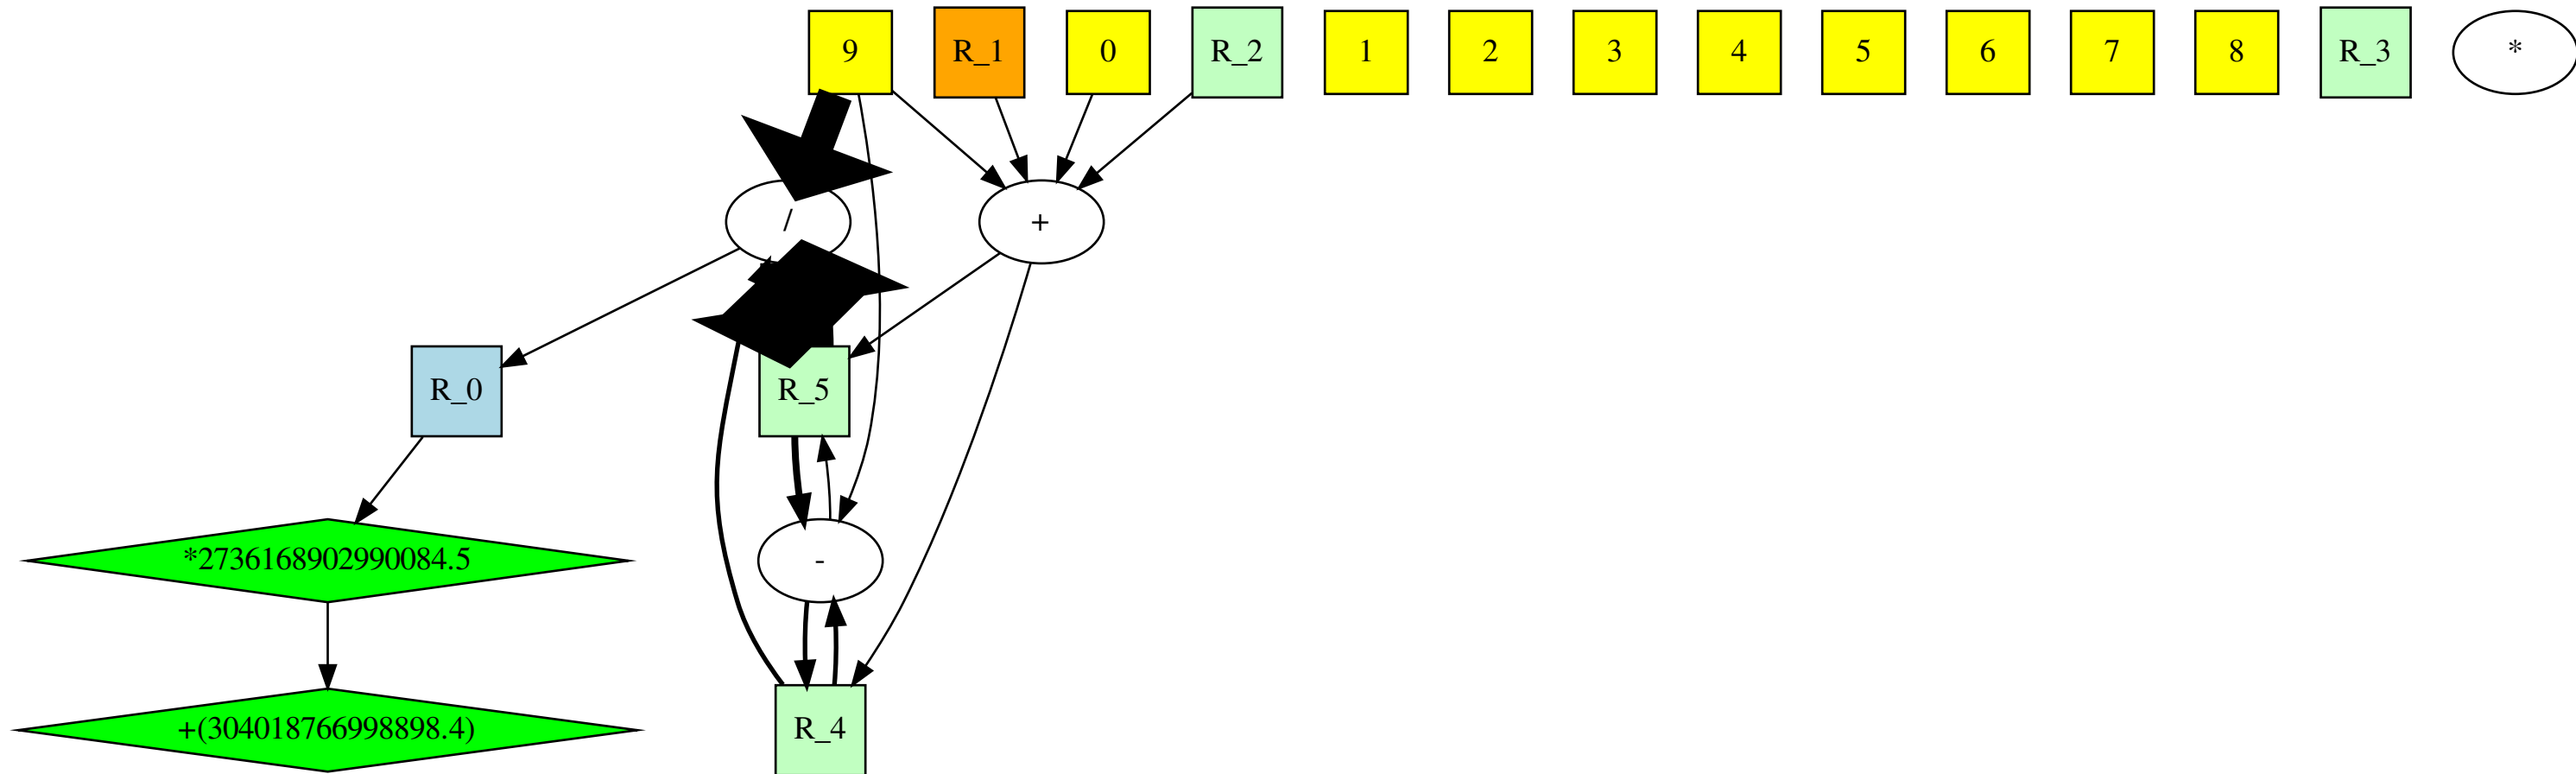 9
R_1
0
R_2
1
2
3
4
5
6
7
8
R_3
*
/
+
R_0
R_5
*2736168902990084.5
-
+(304018766998898.4)
R_4